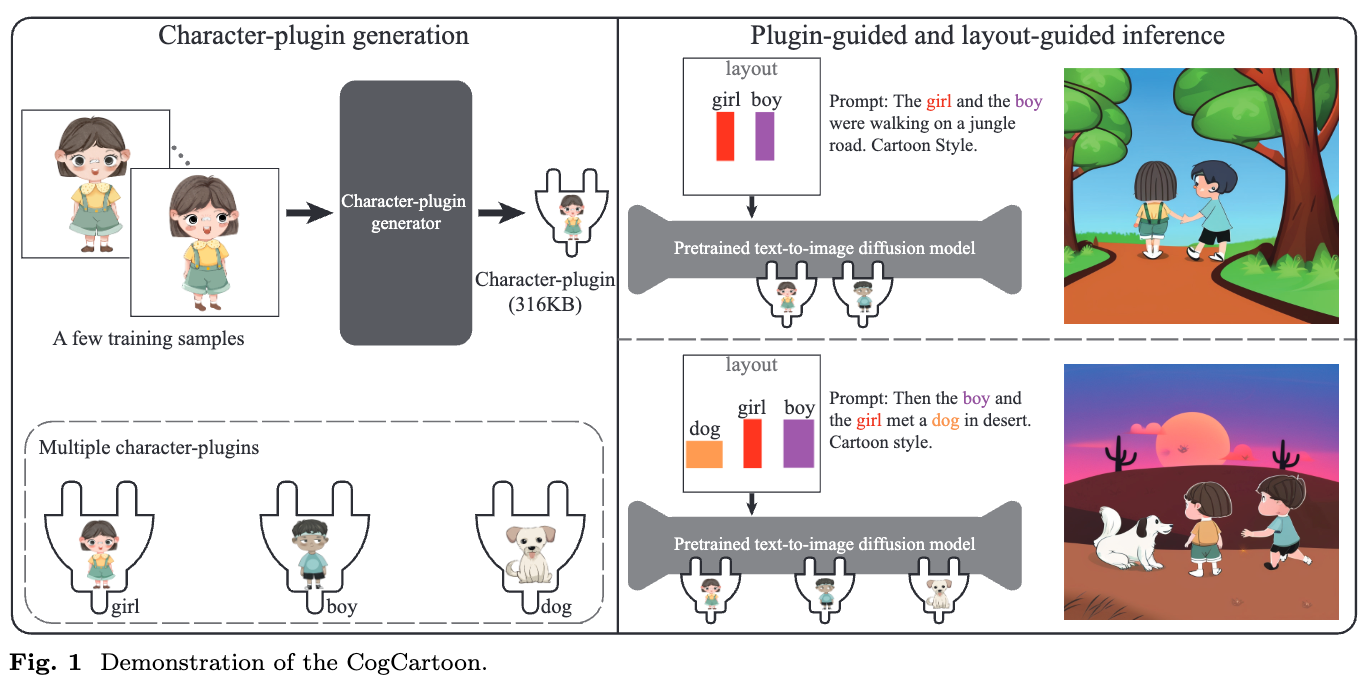 Character-plugin generation
A few training samples
Character-plugin
generator
Character-plugin
(316KB)
Multiple character-plugins
girl
boy
dog
Plugin-guided and layout-guided inference
layout
girl boy
Prompt: The girl and the boy
were walking on a jungle
road. Cartoon Style.
Pretrained text-to-image diffusion model
layout
dog
girl
boy
Prompt: Then the boy and
the girl met a dog in desert.
Cartoon style.
Pretrained text-to-image diffusion model
Fig. 1 Demonstration of the CogCartoon.